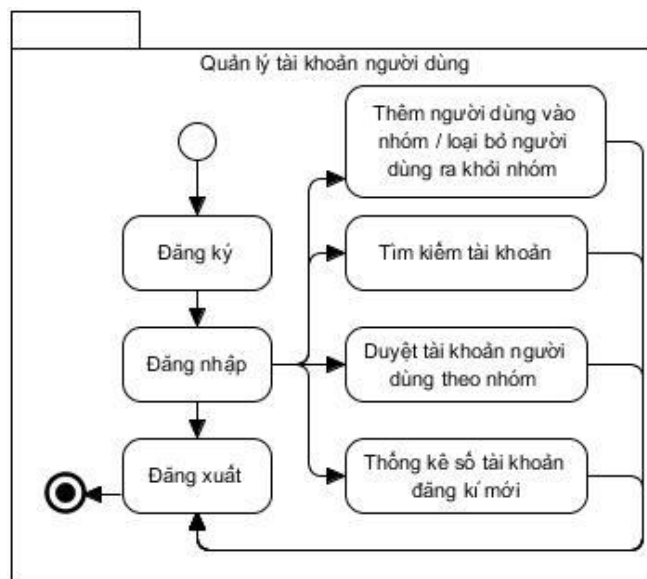 Quản lý tài khoản người dùng
Thêm người dùng vào
nhóm / loại bỏ người
dùng ra khỏi nhóm
Đăng ký
Tìm kiếm tài khoản
Đăng nhập
Duyệt tài khoản người
dùng theo nhóm
Đăng xuất
Thống kê số tài khoản
đăng kí mới